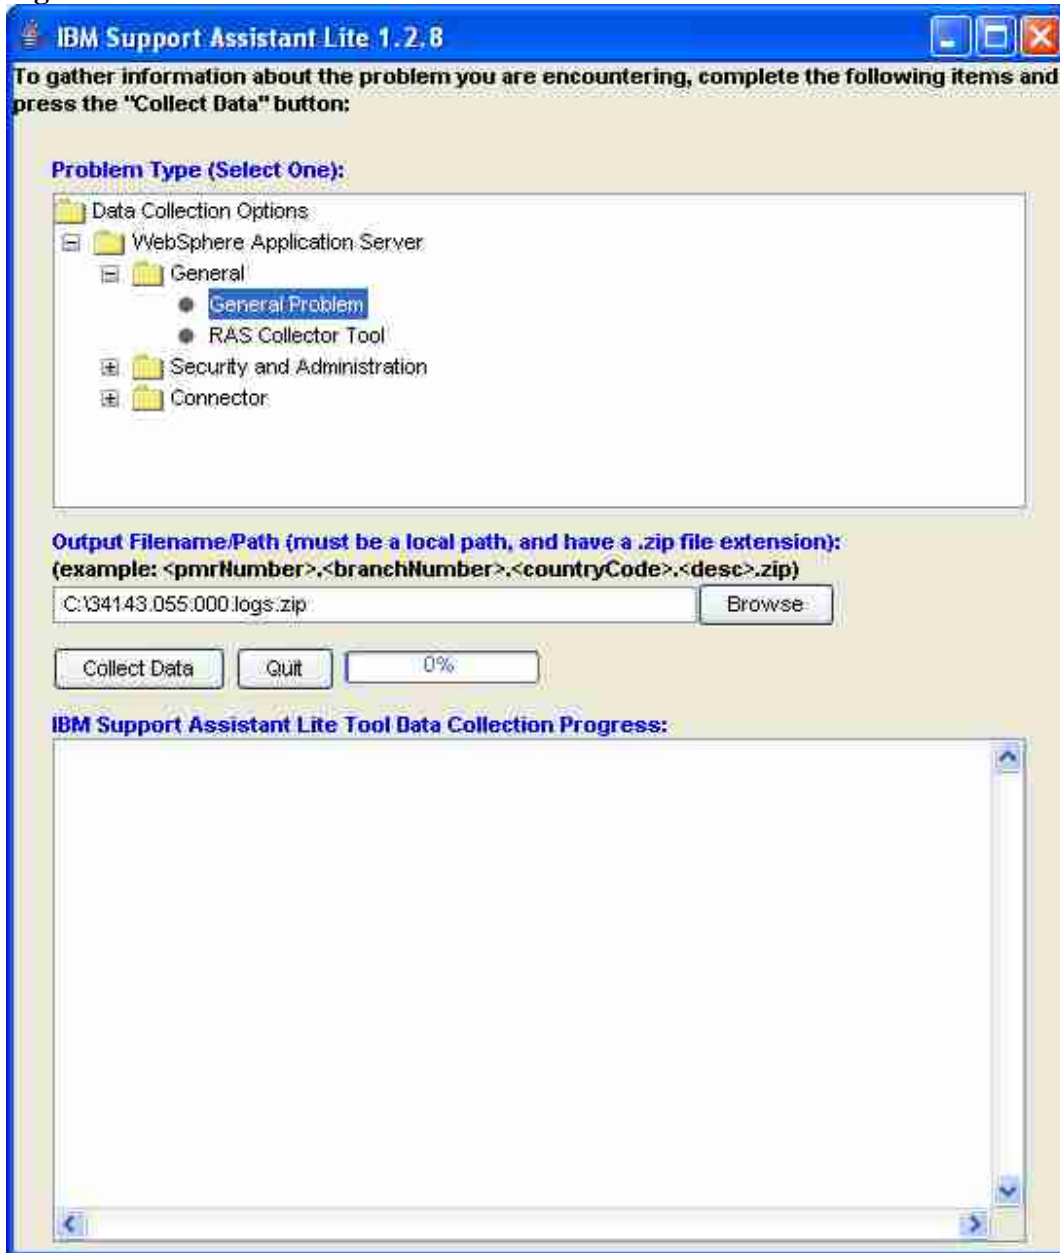 IBM Support Assistant Lite 1.2.8
To gather information about the problem you are encountering, complete the following items and
press the "Collect Data" button:
Problem Type (Select One):
Data Collection Options
WebSphere Application Server
General
General Problem
RAS Collector Tool
Security and Administration
Connector
Output Filename/Path (must be a local path, and have a .zip file extension):
(example: <pmrNumber>.<branchNumber>.<countryCode>.<desc>.zip)
C:\34143.055.000.logs.zip
Browse
Collect Data
Quit
0%
IBM Support Assistant Lite Tool Data Collection Progress: